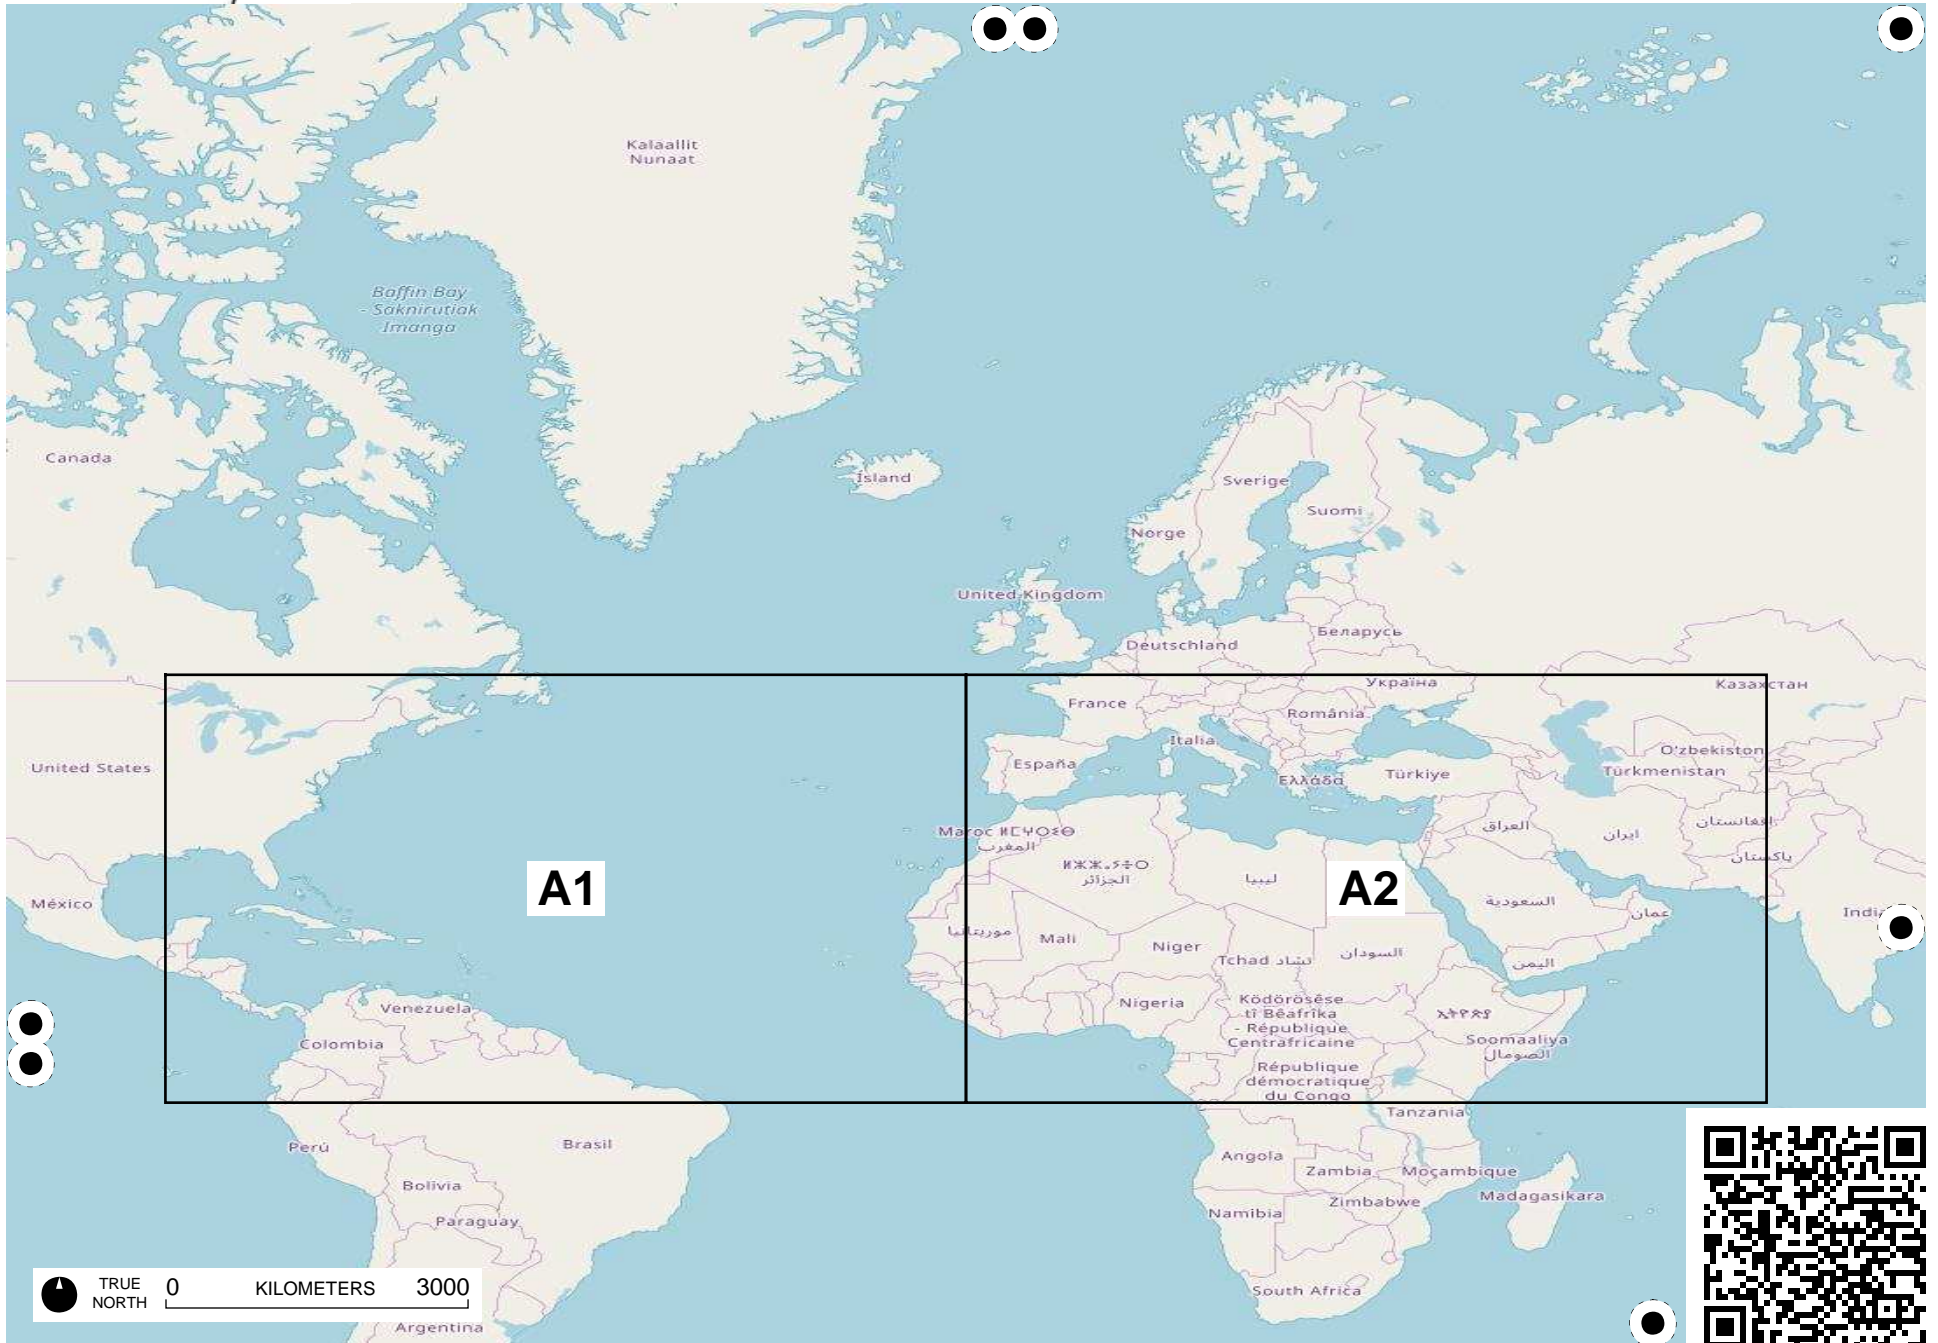 Kalaallit
Nunaat
Baffin Bay
- Saknirutiak
Imanga
Canada
Ísland
Sverige
Suomi
Norge
United Kingdom
Беларусь
Deutschland
Україна
Казахстан
France
România
Italia
O'zbekiston
United States
España
Ελλάδα
Türkiye
Türkmenistan
افغانستان
Maroc ⵍⵎⵖⵔⵉⴱ
المغرب
العراق
ایران
پاکستان
ⵍⵣⵣⴰⵢⴻⵔ
الجزائر
ليبيا
A1
A2
México
السعودية
عمان
India
موريتانيا
Mali
Niger
Tchad تشاد
السودان
اليمن
Venezuela
Nigeria
Ködörösêse
tî Bêafrîka
- République
Centrafricaine
ኢትዮጵያ
Colombia
Soomaaliya
الصومال
République
démocratique
du Congo
Tanzania
Perú
Brasil
Angola
Zambia
Moçambique
Bolivia
Madagasikara
Zimbabwe
Namibia
Paraguay
South Africa
Argentina
TRUE
NORTH
0 KILOMETERS 3000